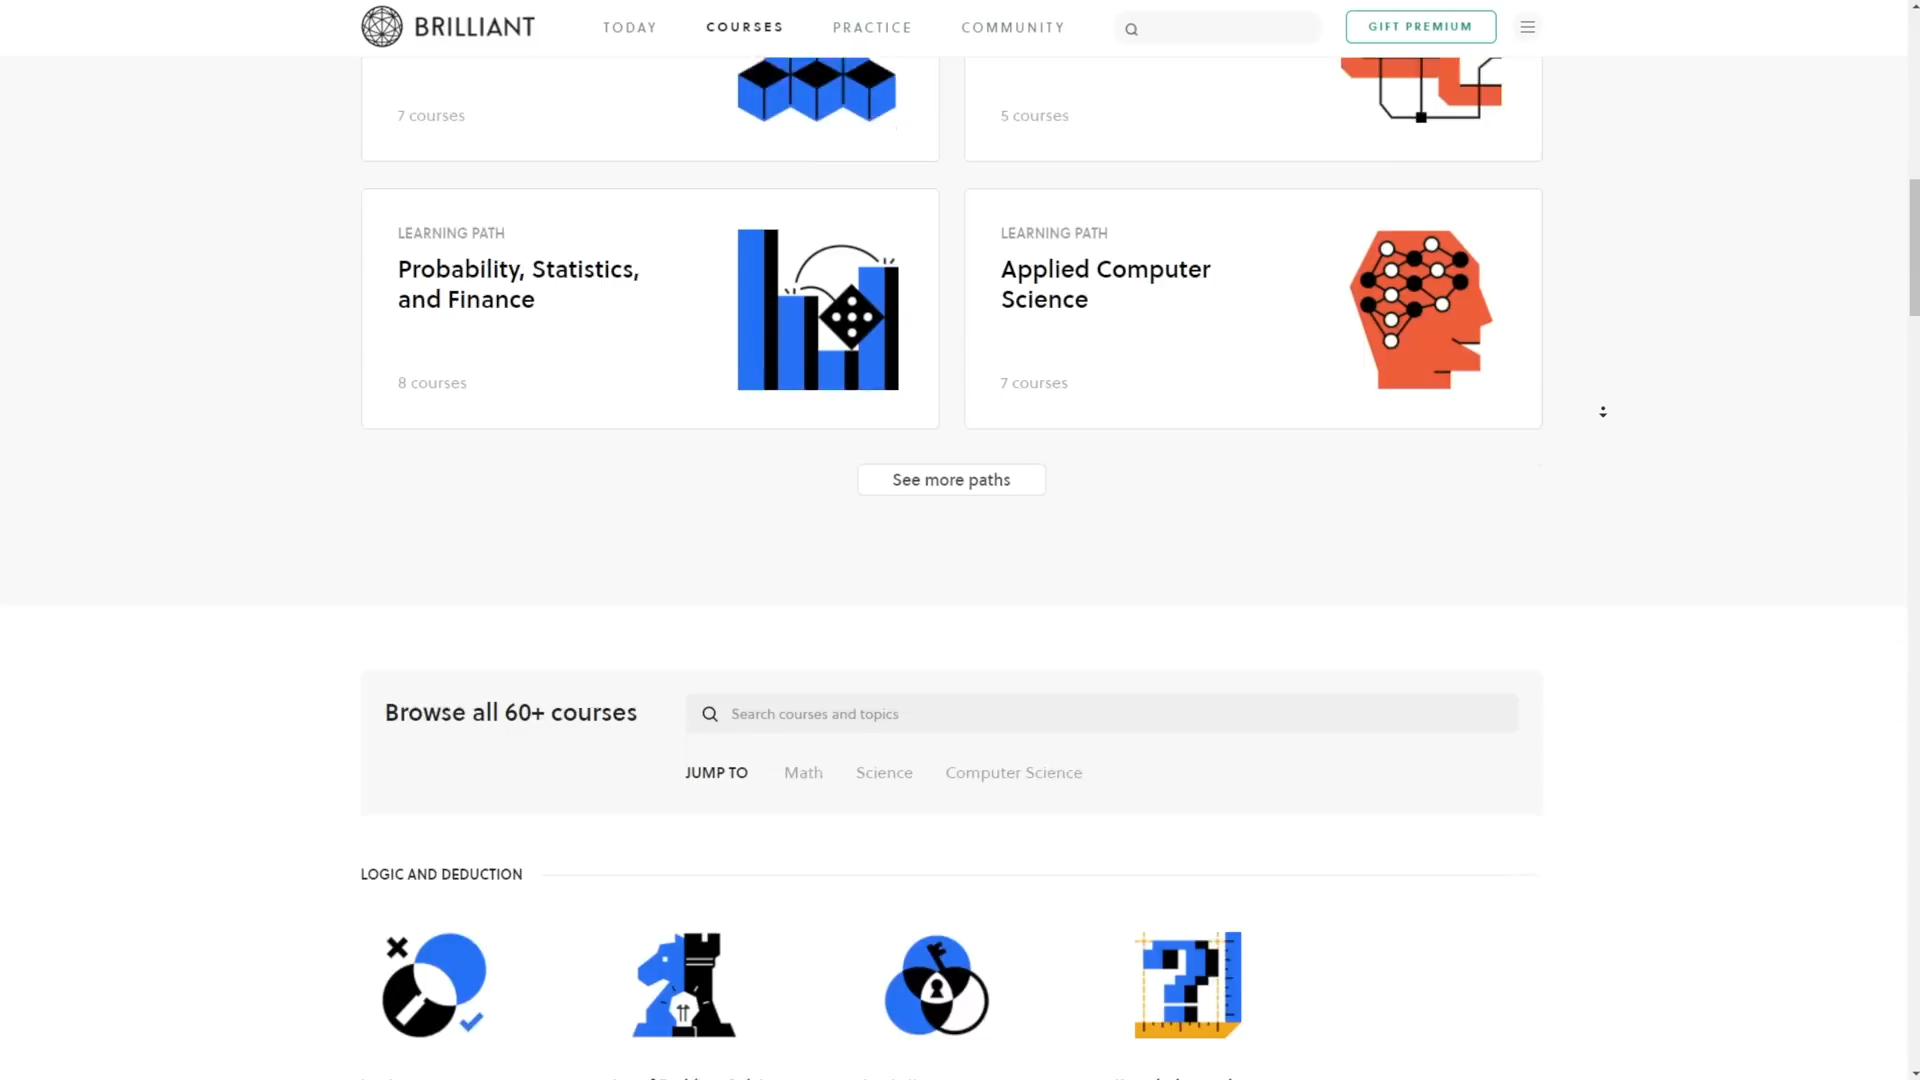 BRILLIANT
TODAY
COURSES
PRACTICE
COMMUNITY
GIFT PREMIUM
7 courses
5 courses
LEARNING PATH
Probability, Statistics,
and Finance
8 courses
LEARNING PATH
Applied Computer
Science
7 courses
See more paths
Browse all 60+ courses
Search courses and topics
JUMP TO
Math
Science
Computer Science
LOGIC AND DEDUCTION